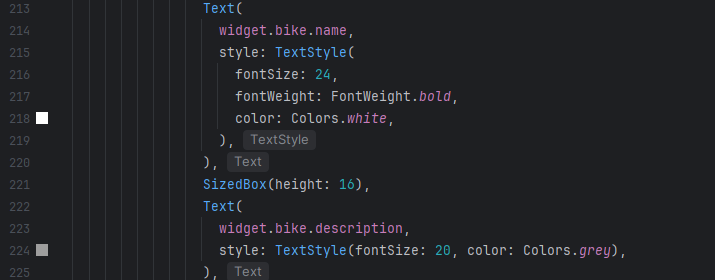 213 Text(
214 widget.bike.name,
215 style: TextStyle(
216 fontSize: 24,
217 fontWeight: FontWeight.bold,
218 color: Colors.white,
219 ), TextStyle
220 ), Text
221 SizedBox(height: 16),
222 Text(
223 widget.bike.description,
224 style: TextStyle(fontSize: 20, color: Colors.grey),
225 ), Text